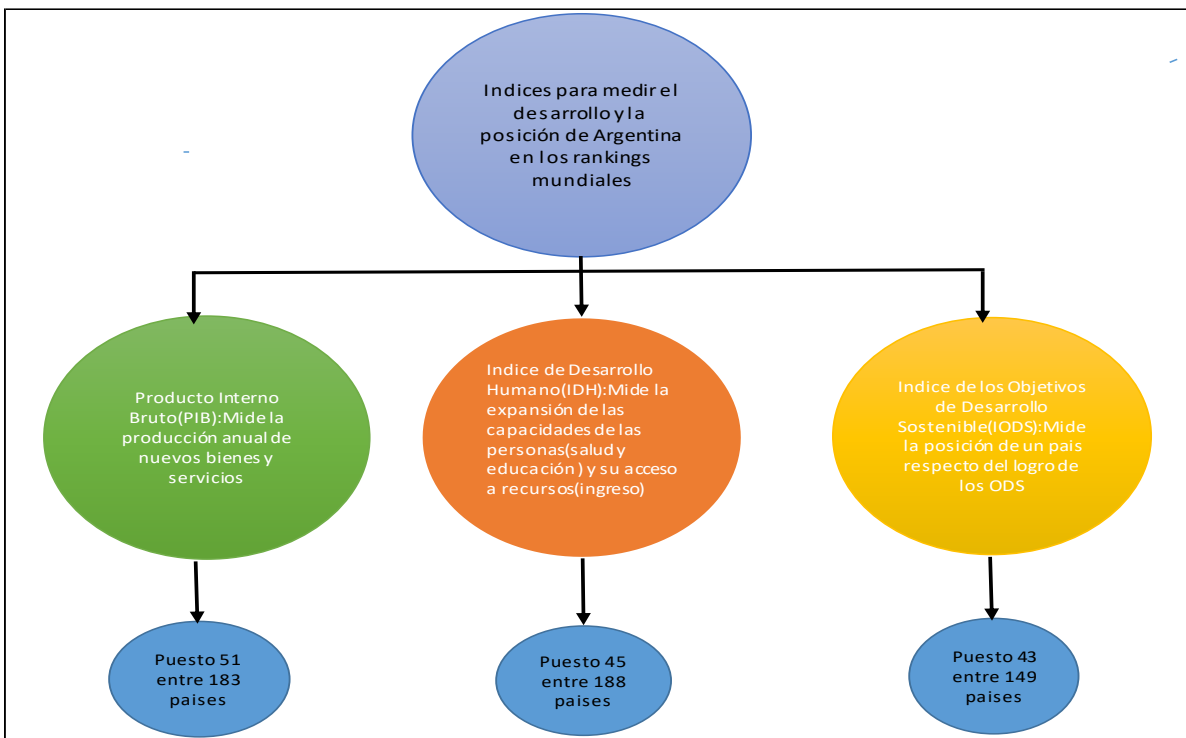 Indices para medir el
desarrollo y la
posición de Argentina
en los rankings
mundiales
Producto Interno
Bruto(PIB):Mide la
producción anual de
nuevos bienes y
servicios
Indice de Desarrollo
Humano(IDH):Mide la
expansión de las
capacidades de las
personas(salud y
educación) y su acceso
a recursos(ingreso)
Indice de los Objetivos
de Desarrollo
Sostenible(IODS):Mide
la posición de un pais
respecto del logro de
los ODS
Puesto 51
entre 183
paises
Puesto 45
entre 188
paises
Puesto 43
entre 149
paises